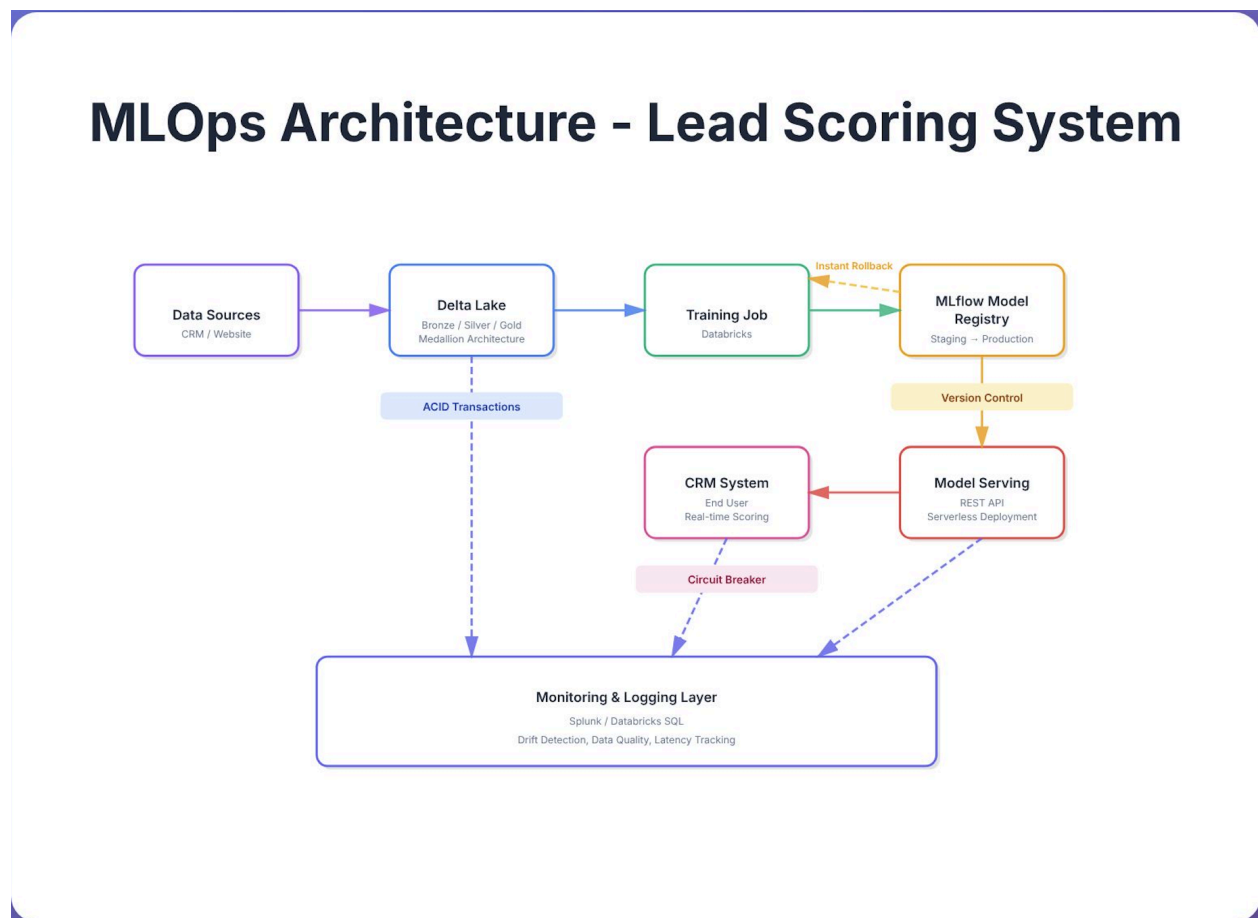 MLOps Architecture - Lead Scoring System
Data Sources
CRM / Website
Delta Lake
Bronze / Silver / Gold
Medallion Architecture
Training Job
Databricks
Instant Rollback
MLflow Model
Registry
Staging → Production
ACID Transactions
Version Control
CRM System
End User
Real-time Scoring
Model Serving
REST API
Serverless Deployment
Circuit Breaker
Monitoring & Logging Layer
Splunk / Databricks SQL
Drift Detection, Data Quality, Latency Tracking